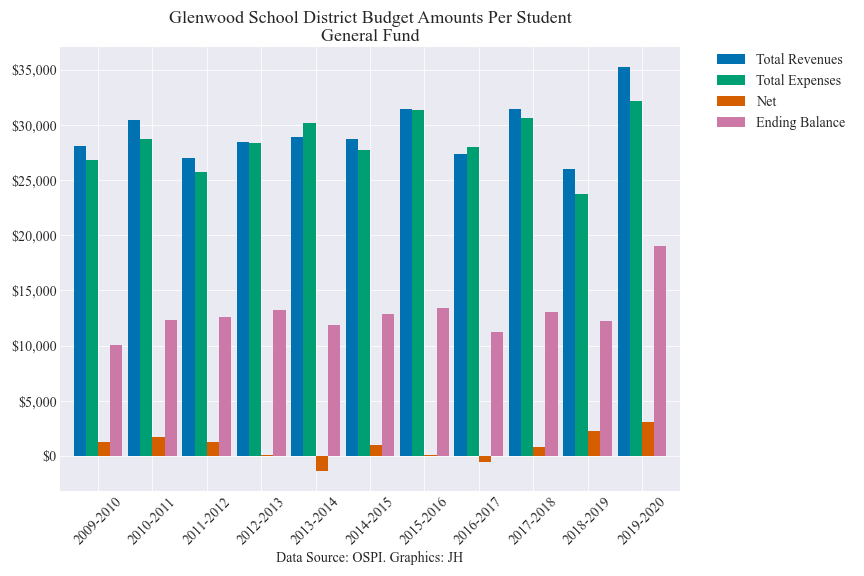 Glenwood School District Budget Amounts Per Student
General Fund
Total Revenues
Total Expenses
Net
Ending Balance
$35,000
$30,000
$25,000
$20,000
$15,000
$10,000
$5,000
$0
2009-2010
2010-2011
2011-2012
2012-2013
2013-2014
2014-2015
2015-2016
2016-2017
2017-2018
2018-2019
2019-2020
Data Source: OSPI. Graphics: JH